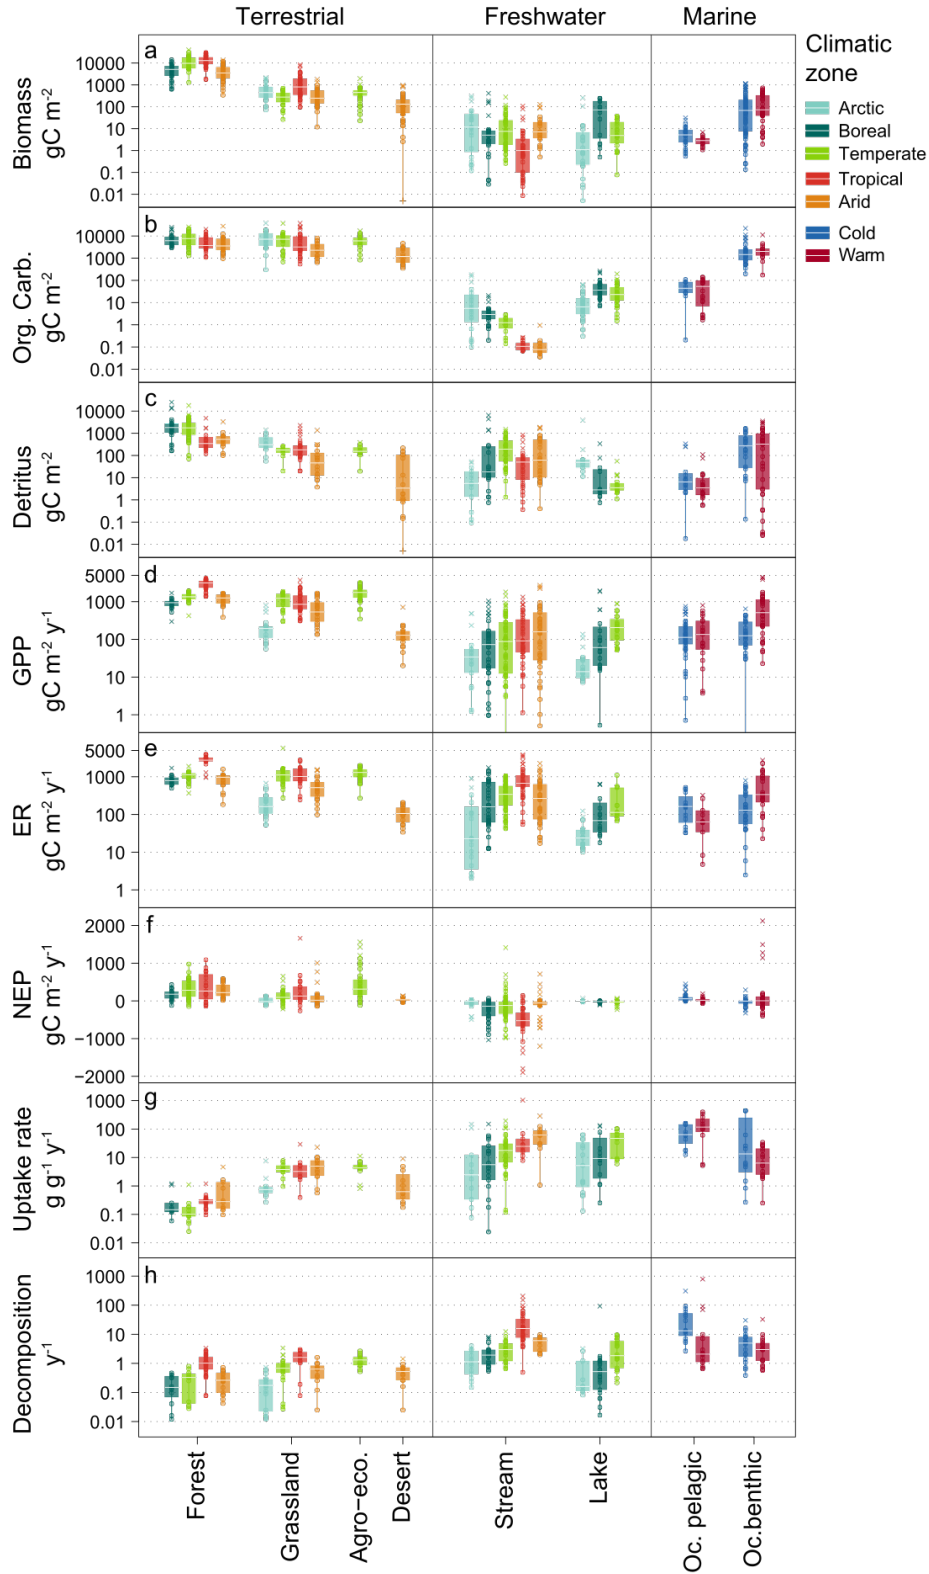 Terrestrial Freshwater Marine
Climatic
zone
Arctic
Boreal
Temperate
Tropical
Arid
Cold
Warm
a
Biomass
gC m⁻²
10000
1000
100
10
1
0.1
0.01
b
Org. Carb.
gC m⁻²
10000
1000
100
10
1
0.1
0.01
c
Detritus
gC m⁻²
10000
1000
100
10
1
0.1
0.01
d
GPP
gC m⁻² y⁻¹
5000
1000
100
10
1
e
ER
gC m⁻² y⁻¹
5000
1000
100
10
1
f
NEP
gC m⁻² y⁻¹
2000
1000
0
−1000
−2000
g
Uptake rate
g g⁻¹ y⁻¹
1000
100
10
1
0.1
0.01
h
Decomposition
y⁻¹
1000
100
10
1
0.1
0.01
Forest
Grassland
Agro−eco.
Desert
Stream
Lake
Oc. pelagic
Oc.benthic